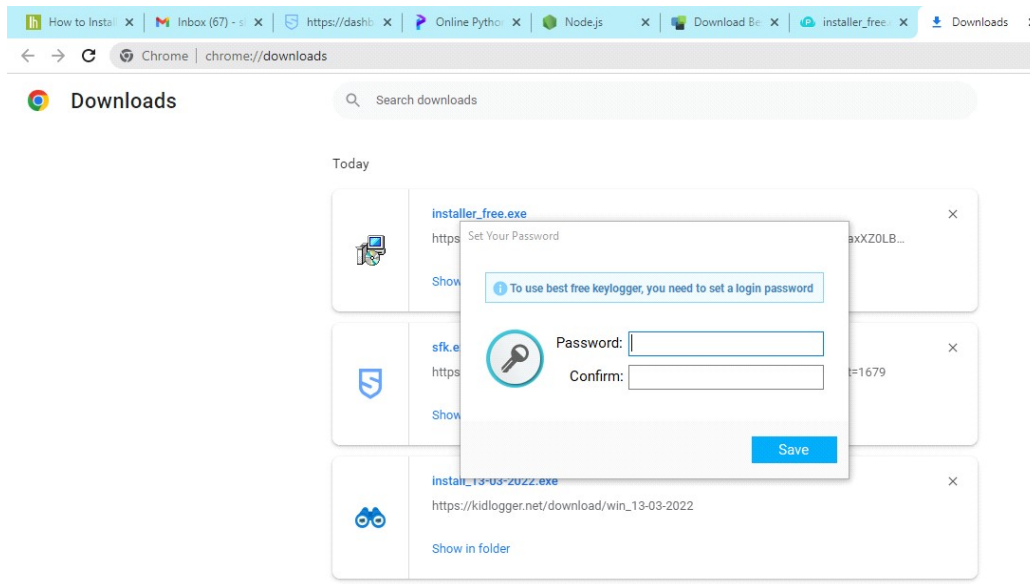 How to Instal
Inbox (67) - s
https://dashb
Online Pytho
Node.js
Download Be
installer_free.
Downloads
Chrome | chrome://downloads
Downloads
Search downloads
Today
installer_free.exe
https
axXZ0LB...
Show
Set Your Password
To use best free keylogger, you need to set a login password
Password:
Confirm:
Save
sfk.e
https
t=1679
Show
install_13-03-2022.exe
https://kidlogger.net/download/win_13-03-2022
Show in folder